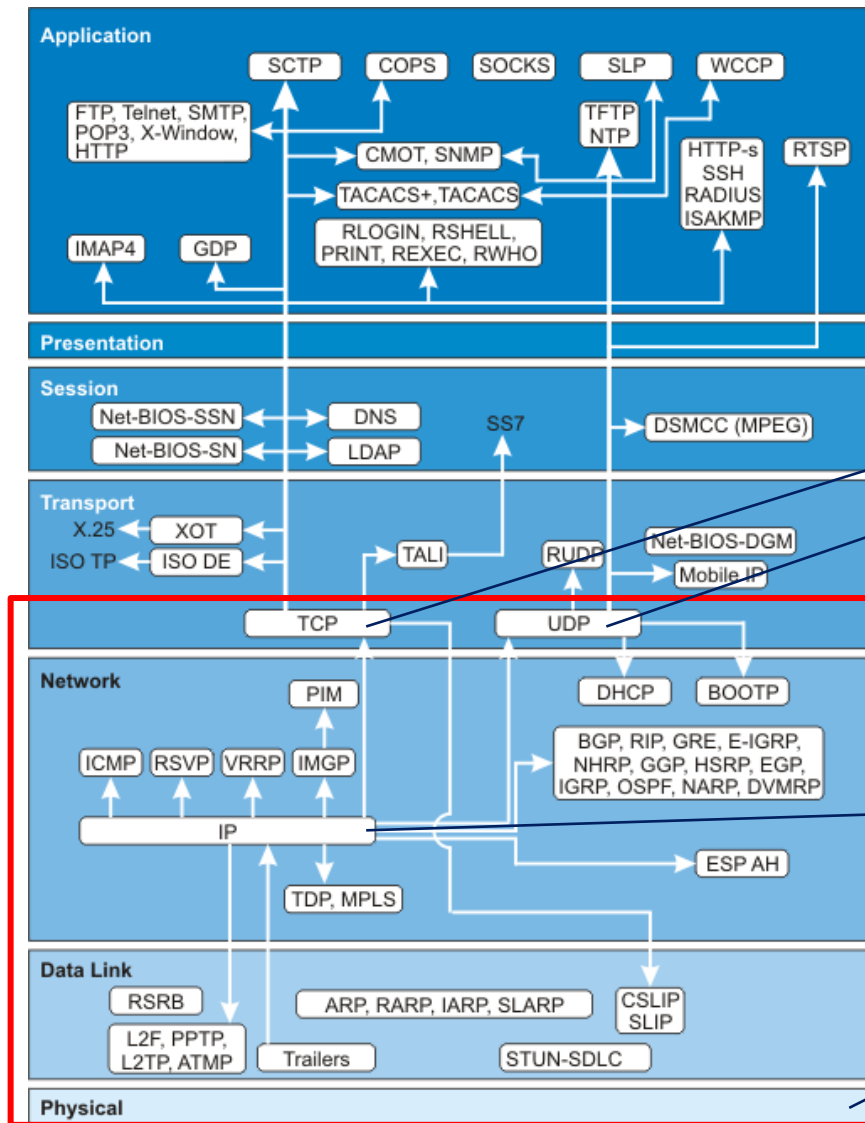 Application
SCTP
COPS
SOCKS
SLP
WCCP
FTP, Telnet, SMTP,
POP3, X-Window,
HTTP
TFTP
NTP
CMOT, SNMP
HTTP-s
SSH
RADIUS
ISAKMP
RTSP
TACACS+,TACACS
RLOGIN, RSHELL,
PRINT, REXEC, RWHO
IMAP4
GDP
Presentation
Session
Net-BIOS-SSN
DNS
SS7
DSMCC (MPEG)
Net-BIOS-SN
LDAP
Transport
X.25
XOT
TALI
RUDP
Net-BIOS-DGM
ISO TP
ISO DE
Mobile IP
TCP
UDP
Network
PIM
DHCP
BOOTP
ICMP
RSVP
VRRP
IMGP
BGP, RIP, GRE, E-IGRP,
NHRP, GGP, HSRP, EGP,
IGRP, OSPF, NARP, DVMRP
IP
ESP AH
TDP, MPLS
Data Link
RSRB
ARP, RARP, IARP, SLARP
CSLIP
SLIP
L2F, PPTP,
L2TP, ATMP
Trailers
STUN-SDLC
Physical